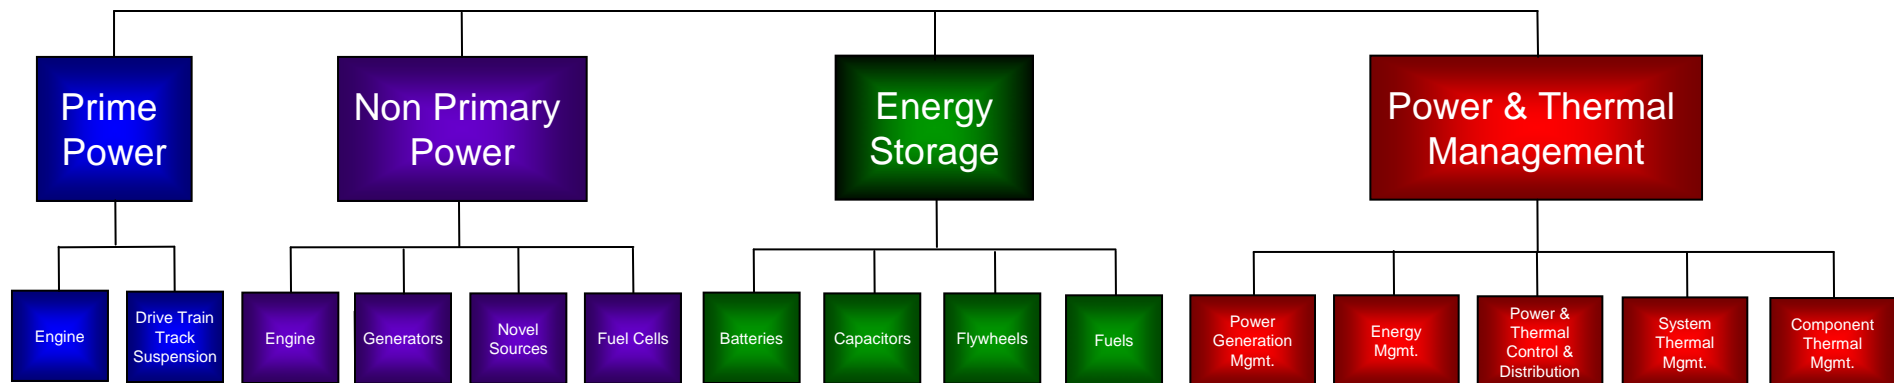 Prime
Power
Non Primary
Power
Energy
Storage
Power & Thermal
Management
Engine
Drive Train
Track
Suspension
Engine
Generators
Novel
Sources
Fuel Cells
Batteries
Capacitors
Flywheels
Fuels
Power
Generation
Mgmt.
Energy
Mgmt.
Power &
Thermal
Control &
Distribution
System
Thermal
Mgmt.
Component
Thermal
Mgmt.